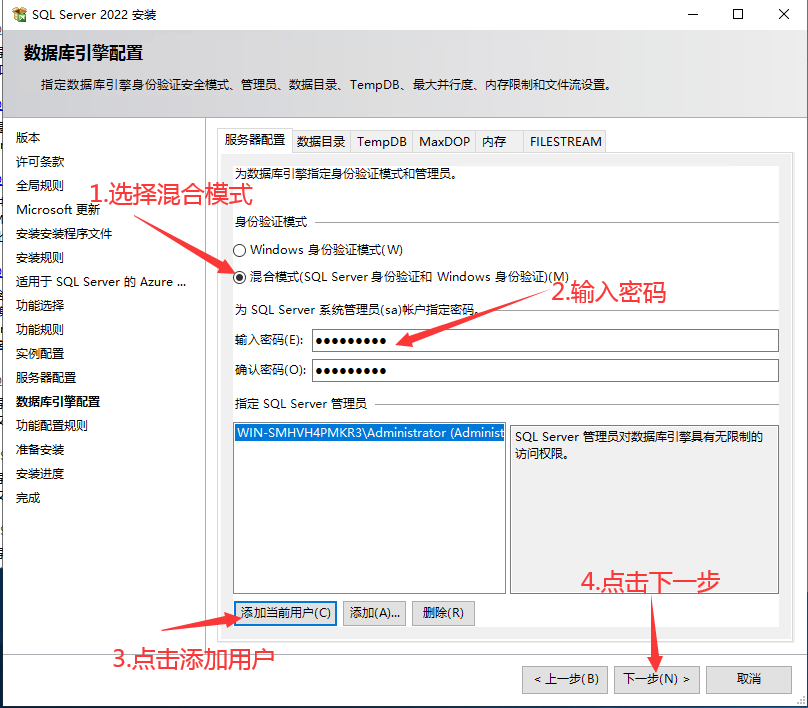 SQL Server 2022 安装
数据库引擎配置
指定数据库引擎身份验证安全模式、管理员、数据目录、TempDB、最大并行度、内存限制和文件流设置。
版本
许可条款
全局规则
Microsoft 更新
安装安装程序文件
安装规则
适用于 SQL Server 的 Azure ...
功能选择
功能规则
实例配置
服务器配置
数据库引擎配置
功能配置规则
准备安装
安装进度
完成
服务器配置 数据目录 TempDB MaxDOP 内存 FILESTREAM
为数据库引擎指定身份验证模式和管理员。
1.选择混合模式
身份验证模式
Windows 身份验证模式(W)
混合模式(SQL Server 身份验证和 Windows 身份验证)(M)
2.输入密码
为 SQL Server 系统管理员(sa)帐户指定密码。
输入密码(E): ●●●●●●●●●
确认密码(O): ●●●●●●●●●
指定 SQL Server 管理员
WIN-SMHVH4PMKR3\Administrator (Administ
SQL Server 管理员对数据库引擎具有无限制的
访问权限。
4.点击下一步
添加当前用户(C) 添加(A)... 删除(R)
3.点击添加用户
< 上一步(B) 下一步(N) > 取消